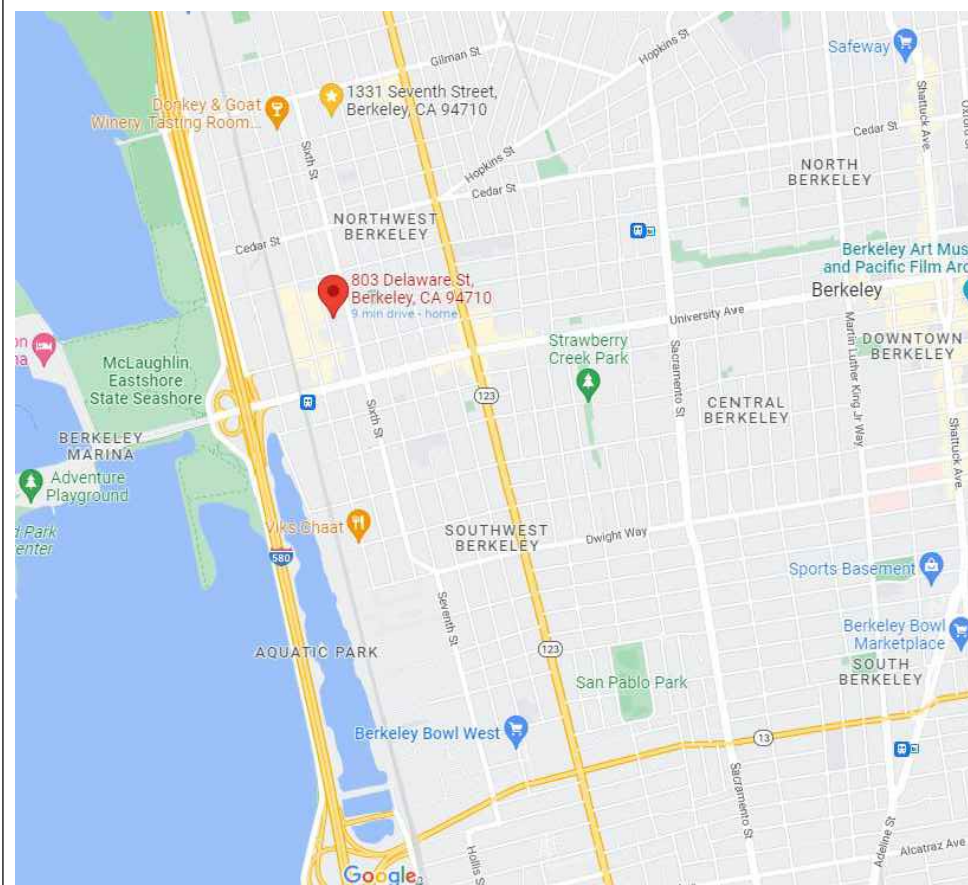 Gilman St
Hopkins St
Safeway
Shattuck Ave
Donkey & Goat
Winery, Tasting Room...
1331 Seventh Street,
Berkeley, CA 94710
Sixth St
Cedar St
NORTH
BERKELEY
Hopkins St
Cedar St
NORTHWEST
BERKELEY
Cedar St
Berkeley Art Mus
and Pacific Film Arc
803 Delaware St,
Berkeley, CA 94710
9 min drive - home
Berkeley
University Ave
Martin Luther King Jr Way
Strawberry
Creek Park
DOWNTOWN
BERKELEY
McLaughlin
Eastshore
State Seashore
Sacramento St
123
CENTRAL
BERKELEY
Sixth St
Shattuck Ave
BERKELEY
MARINA
Adventure
Playground
Viks Chaat
SOUTHWEST
BERKELEY
Dwight Way
d Park
enter
580
Sports Basement
Seventh St
Berkeley Bowl
Marketplace
AQUATIC PARK
123
SOUTH
BERKELEY
San Pablo Park
Berkeley Bowl West
13
Sacramento St
Adeline St
Alcatraz Ave
Hollis S
Google